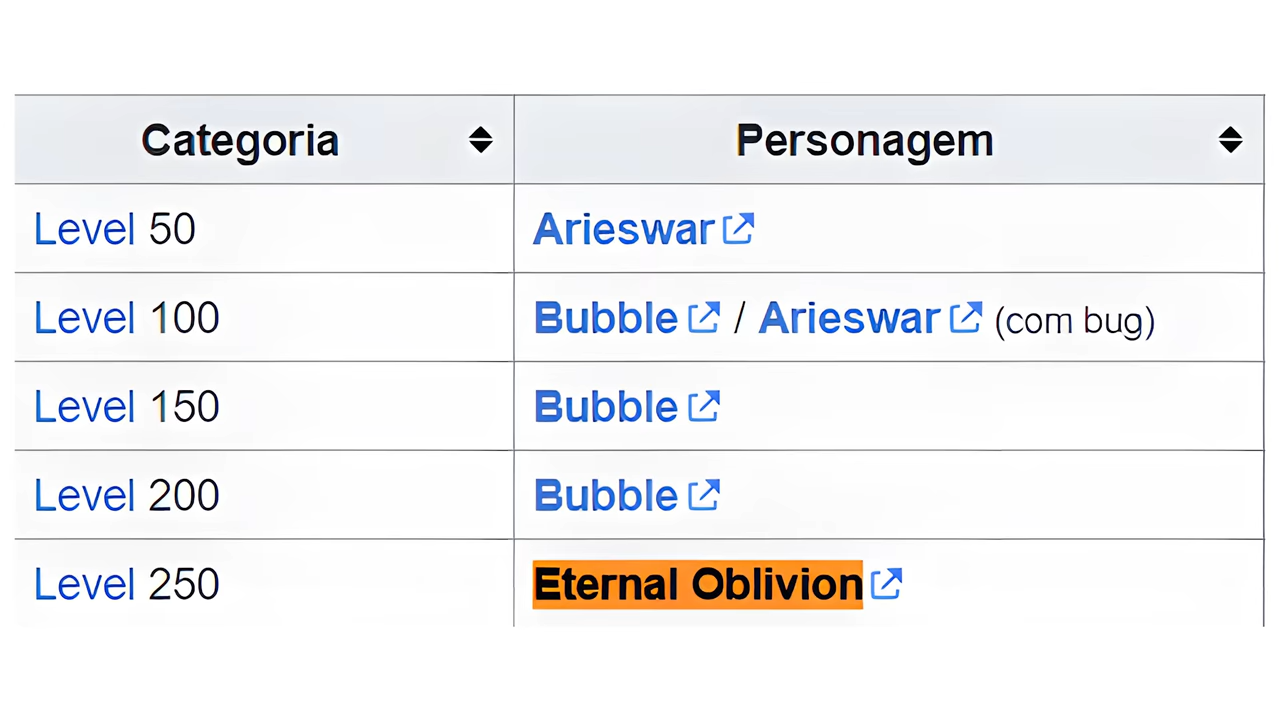 Categoria Personagem
Level 50 Arieswar
Level 100 Bubble / Arieswar (com bug)
Level 150 Bubble
Level 200 Bubble
Level 250 Eternal Oblivion